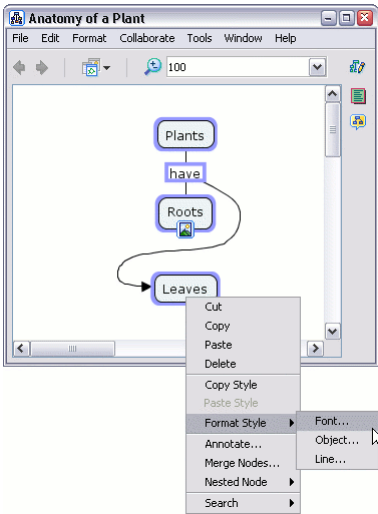 Anatomy of a Plant
File Edit Format Collaborate Tools Window Help
100
Plants
have
Roots
Leaves
Cut
Copy
Paste
Delete
Copy Style
Paste Style
Format Style
Font...
Object...
Line...
Annotate...
Merge Nodes...
Nested Node
Search